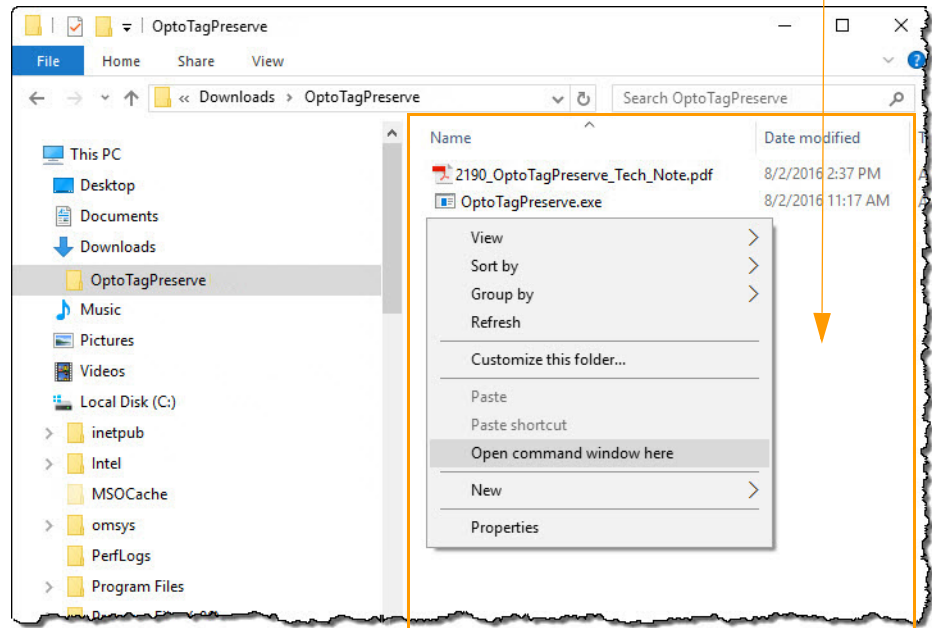 OptoTagPreserve
File Home Share View
« Downloads › OptoTagPreserve
Search OptoTagPreserve
This PC
Desktop
Documents
Downloads
OptoTagPreserve
Music
Pictures
Videos
Local Disk (C:)
inetpub
Intel
MSOCache
omsys
PerfLogs
Program Files
Name Date modified
2190_OptoTagPreserve_Tech_Note.pdf 8/2/2016 2:37 PM
OptoTagPreserve.exe 8/2/2016 11:17 AM
View
Sort by
Group by
Refresh
Customize this folder...
Paste
Paste shortcut
Open command window here
New
Properties